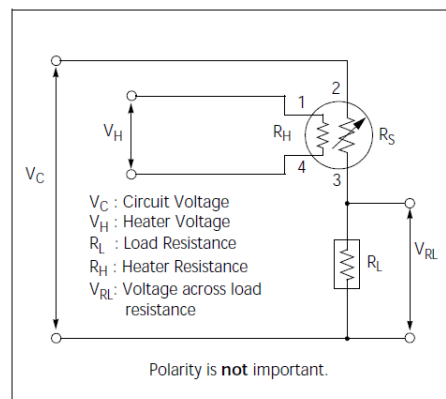 1
2
V_H
R_H
R_S
V_C
4
3
V_C : Circuit Voltage
V_H : Heater Voltage
R_L : Load Resistance
R_H : Heater Resistance
V_RL: Voltage across load
resistance
R_L
V_RL
Polarity is not important.